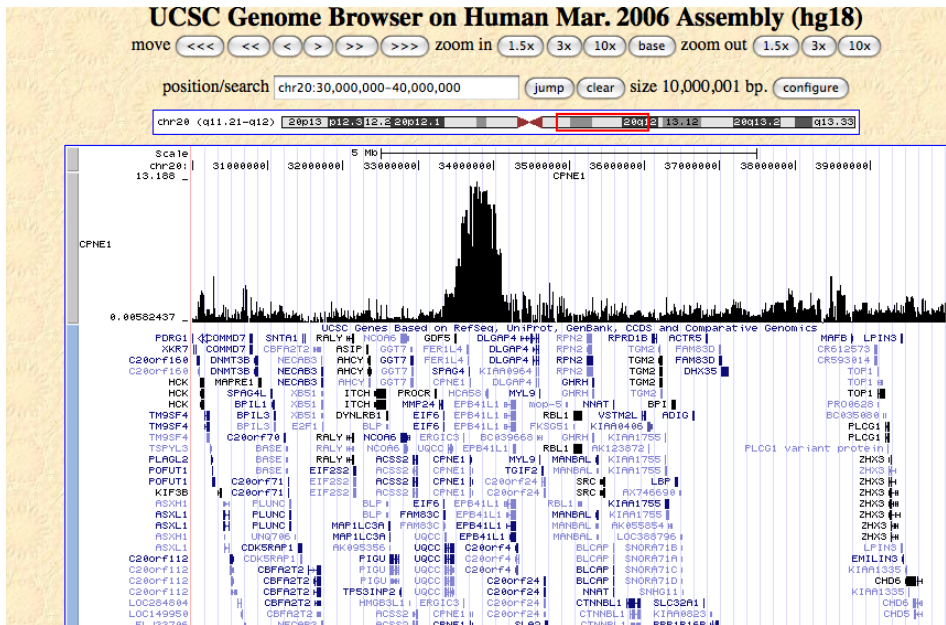 UCSC Genome Browser on Human Mar. 2006 Assembly (hg18)
move <<< << < > >> >>> zoom in 1.5x 3x 10x base zoom out 1.5x 3x 10x
position/search chr20:30,000,000-40,000,000 jump clear size 10,000,001 bp. configure
chr20 (q11.21-q12) 20p13 p12.3 12.2 20p12.1 20q12 13.12 20q13.2 q13.33
Scale 5 Mb
chr20: 31000000 32000000 33000000 34000000 35000000 36000000 37000000 38000000 39000000
13.188 _ CPNE1
CPNE1
0.00582437 _
UCSC Genes Based on RefSeq, UniProt, GenBank, CCDS and Comparative Genomics
PDRG1 COMMD7 SNTA1 RALY NCOA6 GDF5 DLGAP4 RPN2 RPRD1B ACTR5 MAFB LPIN3
XKR7 COMMD7 CBFA2T2 ASIP GGT7 FER1L4 DLGAP4 RPN2 TGM2 FAM83D CR612573
C20orf160 DNMT3B NECAB3 AHCY GGT7 FER1L4 DLGAP4 RPN2 TGM2 FAM83D CR593014
C20orf160 DNMT3B NECAB3 AHCY GGT7 SPAG4 KIAA0964 RPN2 TGM2 DHX35 TOP1
HCK MAPRE1 NECAB3 AHCY GGT7 CPNE1 DLGAP4 GHRH TGM2 TOP1
HCK SPAG4L XB51 ITCH PROCR HCA58 MYL9 GHRH TGM2 TOP1
HCK BPIL1 XB51 ITCH MMP24 EPB41L1 mop-5 NNAT BPI PRO0628
TM9SF4 BPIL3 XB51 DYNLRB1 EIF6 EPB41L1 RBL1 VSTM2L ADIG BC035080
TM9SF4 BPIL3 E2F1 BLP EIF6 EPB41L1 FKSG51 KIAA0406 PLCG1
TM9SF4 C20orf70 RALY NCOA6 ERGIC3 BC039668 GHRH KIAA1755 PLCG1
TSPYL3 BASE RALY NCOA6 UQCC EPB41L1 RBL1 AK123872 PLCG1 variant protein
PLAGL2 BASE RALY ACSS2 CPNE1 MYL9 MANBAL KIAA1755 ZHX3
POFUT1 BASE EIF2S2 ACSS2 CPNE1 TGIF2 MANBAL KIAA1755 ZHX3
POFUT1 C20orf71 EIF2S2 ACSS2 CPNE1 C20orf24 SRC LBP ZHX3
KIF3B C20orf71 EIF2S2 ACSS2 CPNE1 C20orf24 SRC AX746690 ZHX3
ASXH1 PLUNC BLP EIF6 EPB41L1 RBL1 KIAA1755 ZHX3
ASXL1 PLUNC BLP FAM83C EPB41L1 MANBAL KIAA1755 ZHX3
ASXL1 PLUNC MAP1LC3A FAM83C EPB41L1 MANBAL AK055854 ZHX3
ASXH1 UNQ706 MAP1LC3A UQCC EPB41L1 MANBAL LOC388796 ZHX3
ASXL1 CDK5RAP1 AK095356 UQCC C20orf4 BLCAP SNORA71B LPIN3
C20orf112 CDK5RAP1 PIGU UQCC C20orf4 BLCAP SNORA71A EMILIN3
C20orf112 CBFA2T2 PIGU UQCC C20orf4 BLCAP SNORA71C KIAA1335
C20orf112 CBFA2T2 PIGU UQCC C20orf24 BLCAP SNORA71D CHD6
C20orf112 CBFA2T2 TP53INP2 UQCC C20orf24 NNAT SNHG11 KIAA1335
LOC284804 CBFA2T2 HMGB3L1 ERGIC3 C20orf24 CTNNBL1 SLC32A1 CHD6
LOC149950 CBFA2T2 ACSS2 CPNE1 C20orf24 CTNNBL1 KIAA0823 CHD5